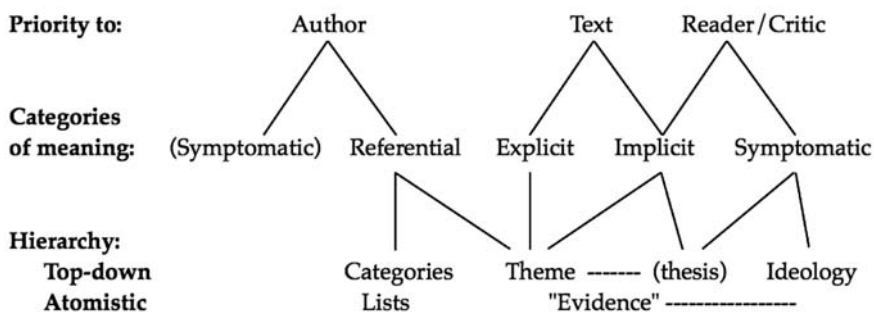 Priority to: Author Text Reader/Critic
Categories
of meaning: (Symptomatic) Referential Explicit Implicit Symptomatic
Hierarchy:
Top-down Categories Theme ------- (thesis) Ideology
Atomistic Lists "Evidence" -----------------